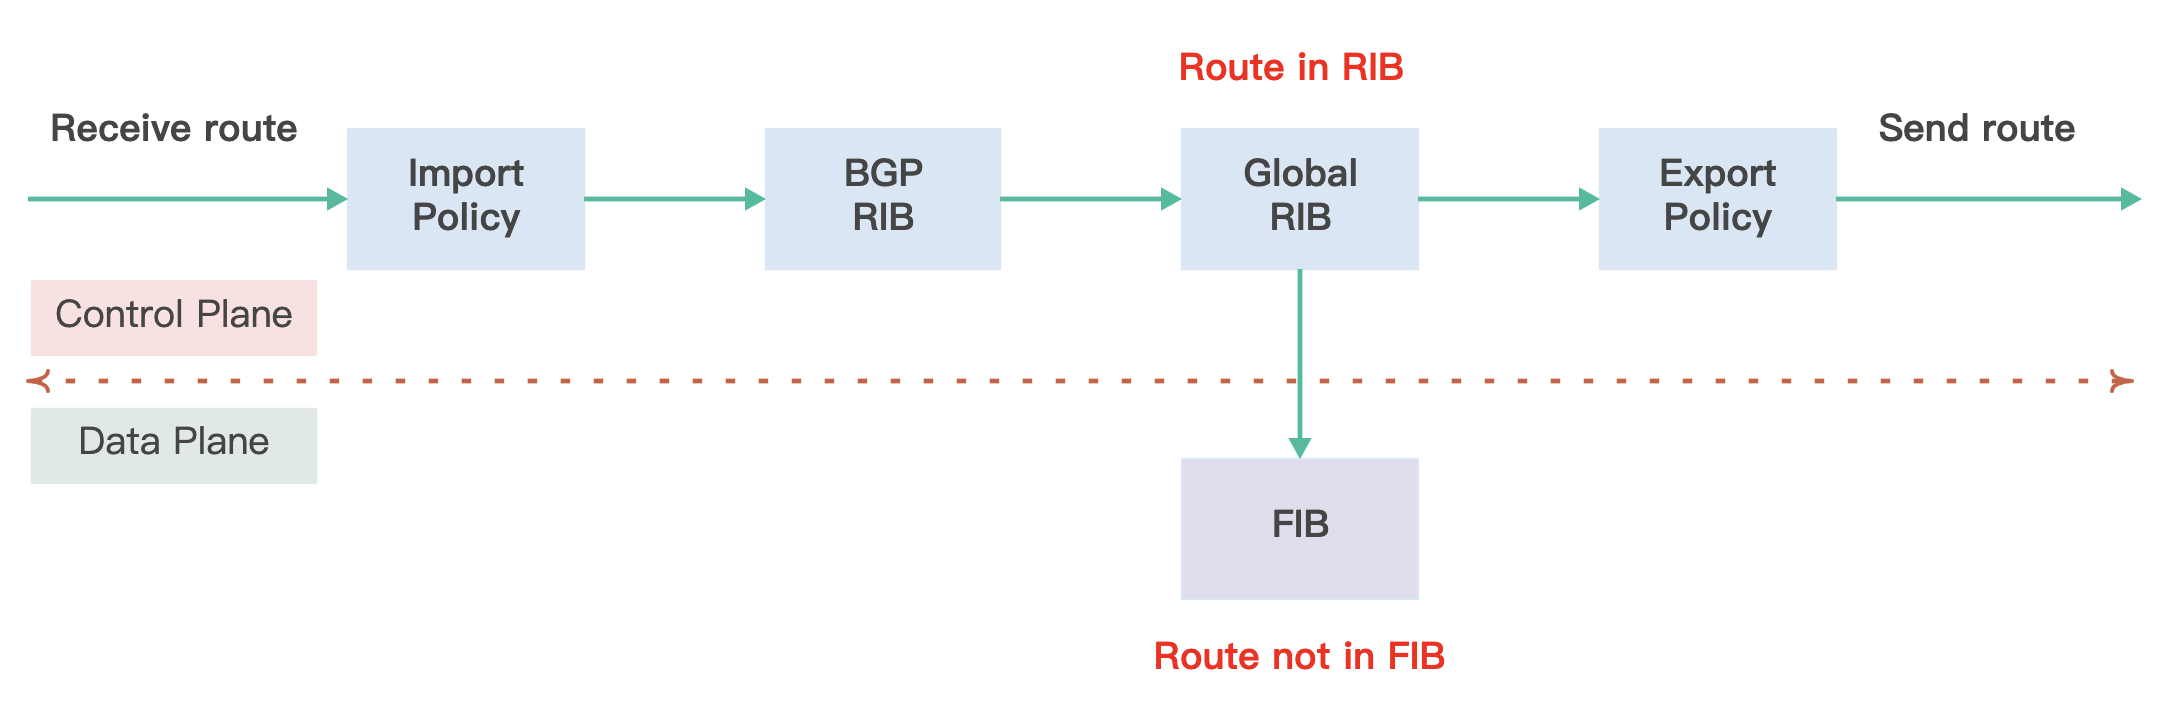 Route in RIB
Receive route
Send route
Import
Policy
BGP
RIB
Global
RIB
Export
Policy
Control Plane
Data Plane
FIB
Route not in FIB